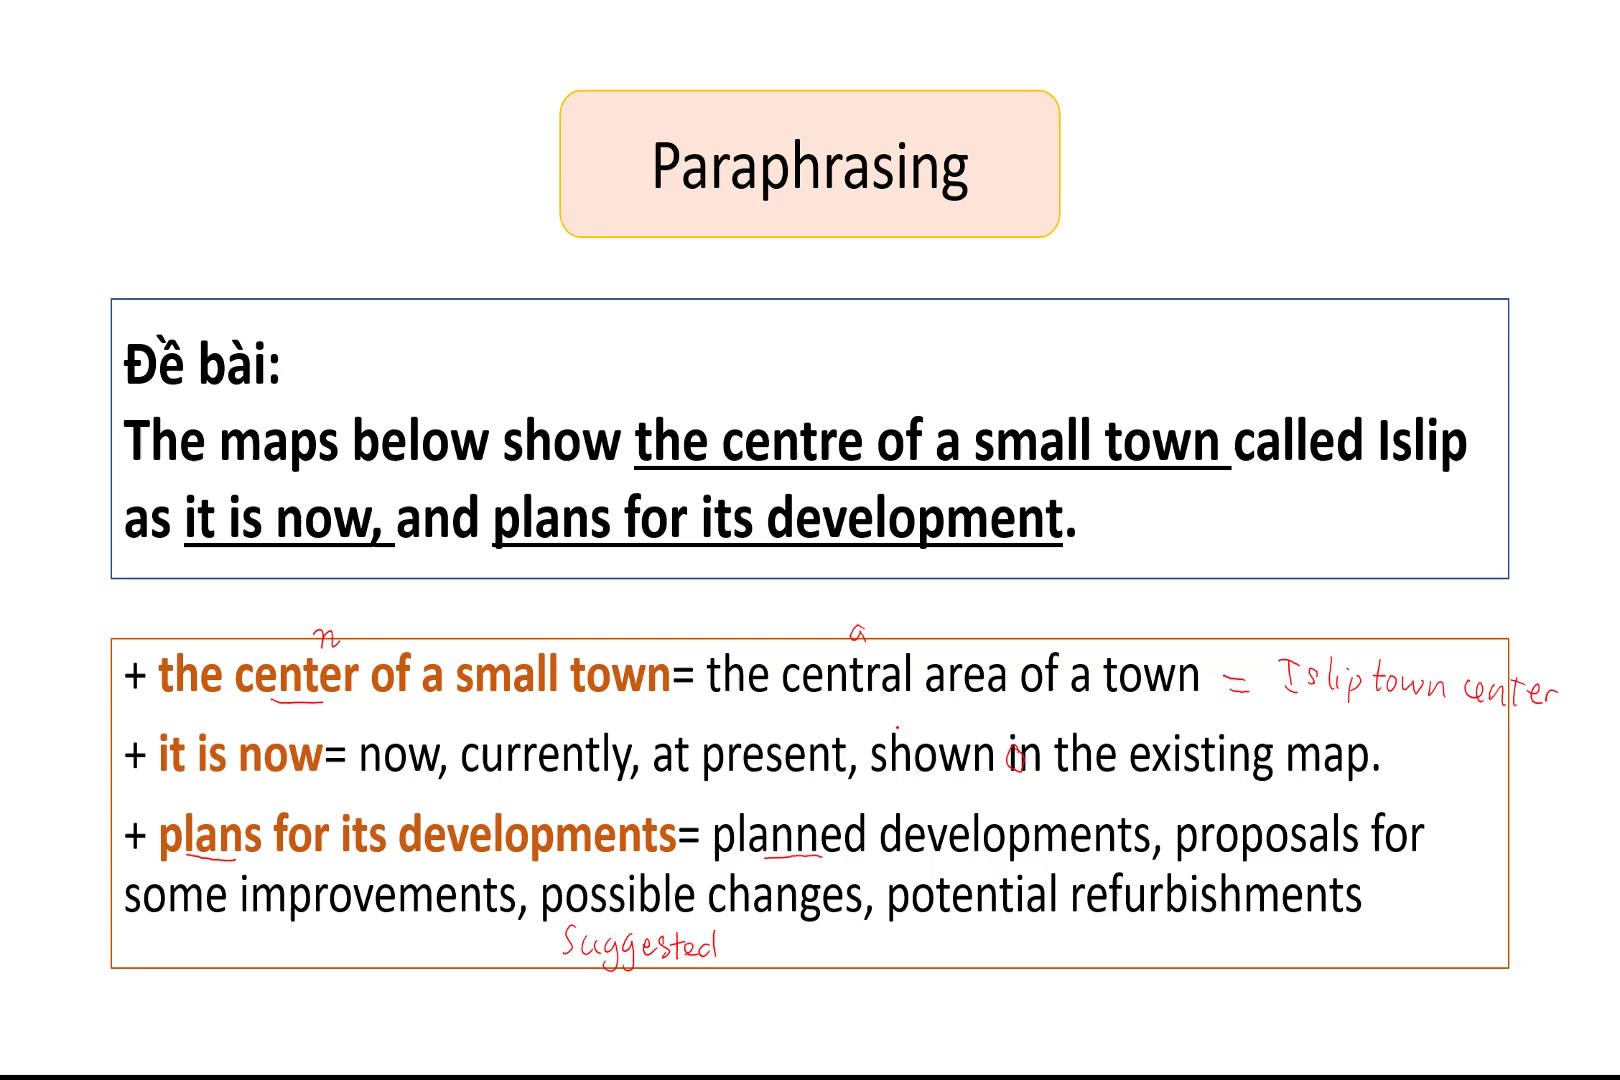 Paraphrasing
Đề bài:
The maps below show the centre of a small town called Islip
as it is now, and plans for its development.
n a
+ the center of a small town= the central area of a town = Islip town center
+ it is now= now, currently, at present, shown in the existing map.
o
+ plans for its developments= planned developments, proposals for
some improvements, possible changes, potential refurbishments
Suggested